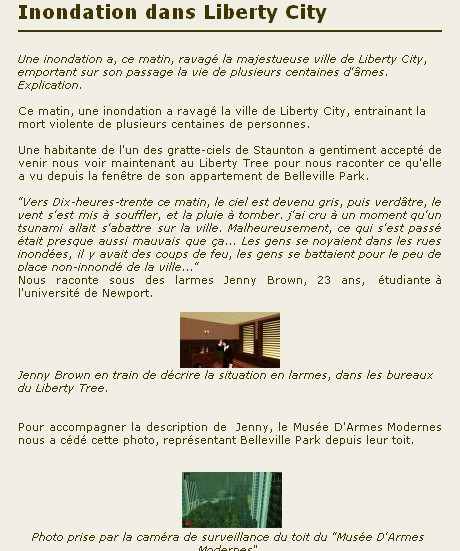 Inondation dans Liberty City
Une inondation a, ce matin, ravagé la majestueuse ville de Liberty City,
emportant sur son passage la vie de plusieurs centaines d'âmes.
Explication.
Ce matin, une inondation a ravagé la ville de Liberty City, entrainant la
mort violente de plusieurs centaines de personnes.
Une habitante de l'un des gratte-ciels de Staunton a gentiment accepté de
venir nous voir maintenant au Liberty Tree pour nous raconter ce qu'elle
a vu depuis la fenêtre de son appartement de Belleville Park.
"Vers Dix-heures-trente ce matin, le ciel est devenu gris, puis verdâtre, le
vent s'est mis à souffler, et la pluie à tomber. j'ai cru à un moment qu'un
tsunami allait s'abattre sur la ville. Malheureusement, ce qui s'est passé
était presque aussi mauvais que ça... Les gens se noyaient dans les rues
inondées, il y avait des coups de feu, les gens se battaient pour le peu de
place non-innondé de la ville..."
Nous raconte sous des larmes Jenny Brown, 23 ans, étudiante à
l'université de Newport.
Jenny Brown en train de décrire la situation en larmes, dans les bureaux
du Liberty Tree.
Pour accompagner la description de Jenny, le Musée D'Armes Modernes
nous a cédé cette photo, représentant Belleville Park depuis leur toit.
Photo prise par la caméra de surveillance du toit du "Musée D'Armes
Modernes"